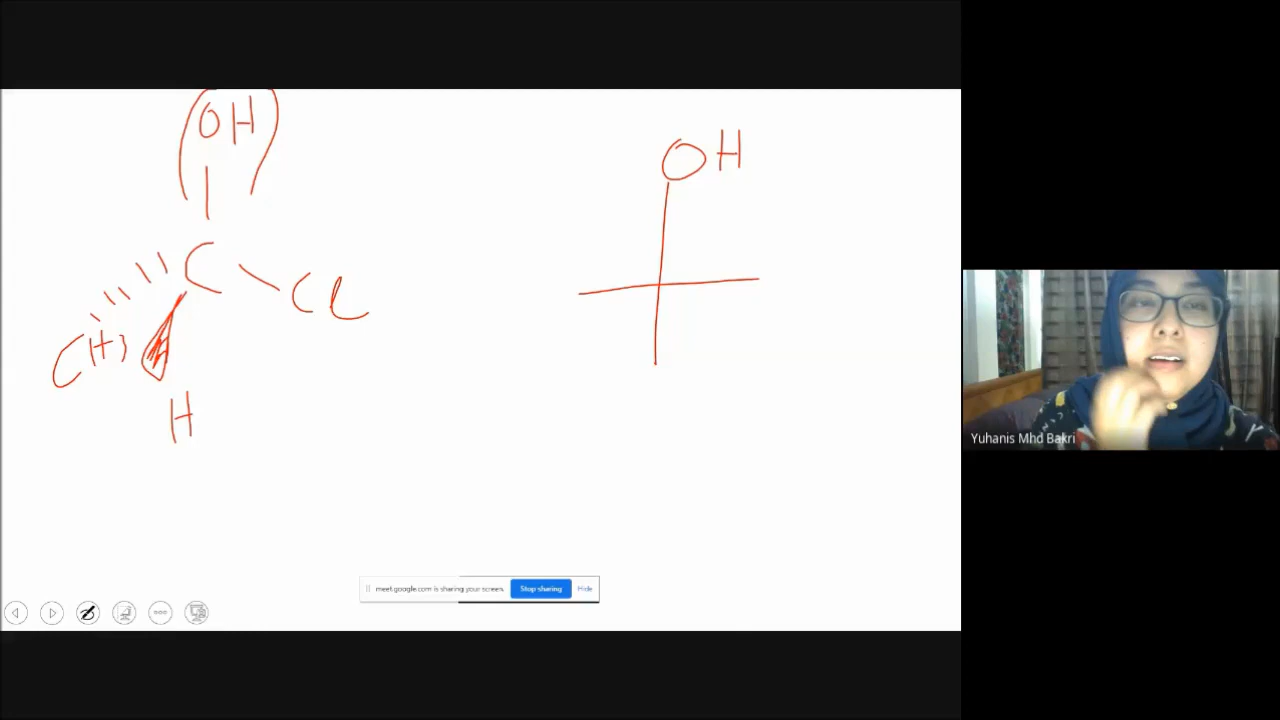 OH
C
Cl
CH3
H
OH
meet.google.com is sharing your screen.
Stop sharing
Hide
Yuhanis Mhd Bakri